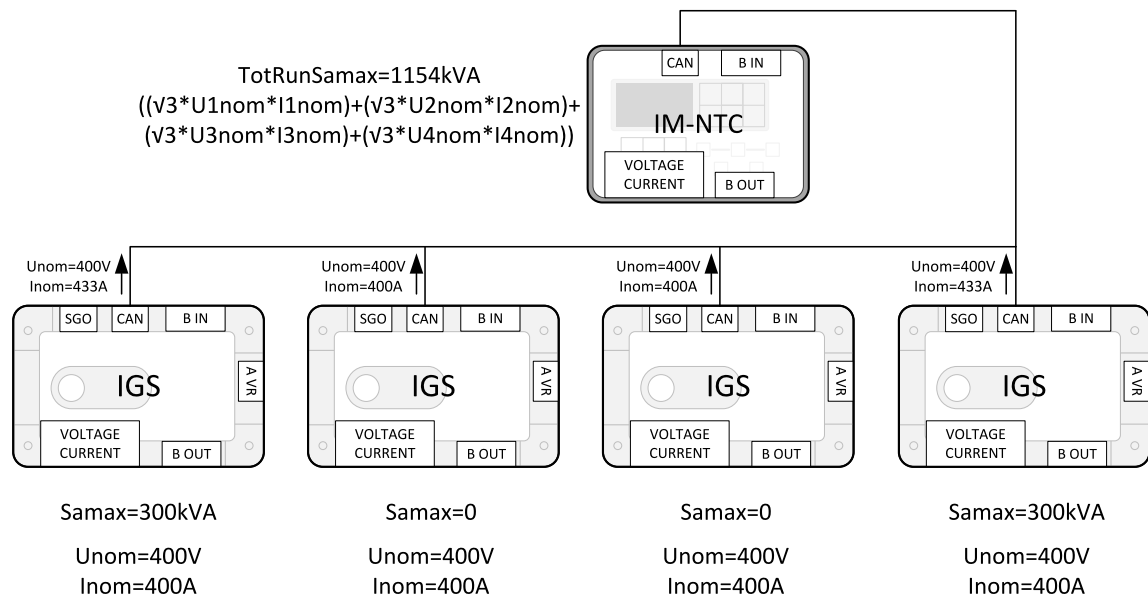 CAN
B IN
TotRunSamax=1154kVA
((√3*U1nom*I1nom)+(√3*U2nom*I2nom)+
(√3*U3nom*I3nom)+(√3*U4nom*I4nom))
IM-NTC
VOLTAGE
CURRENT
B OUT
Unom=400V
Inom=433A
Unom=400V
Inom=400A
Unom=400V
Inom=400A
Unom=400V
Inom=433A
SGO
CAN
B IN
IGS
A VR
VOLTAGE
CURRENT
B OUT
SGO
CAN
B IN
IGS
A VR
VOLTAGE
CURRENT
B OUT
SGO
CAN
B IN
IGS
A VR
VOLTAGE
CURRENT
B OUT
SGO
CAN
B IN
IGS
A VR
VOLTAGE
CURRENT
B OUT
Samax=300kVA
Unom=400V
Inom=400A
Samax=0
Unom=400V
Inom=400A
Samax=0
Unom=400V
Inom=400A
Samax=300kVA
Unom=400V
Inom=400A